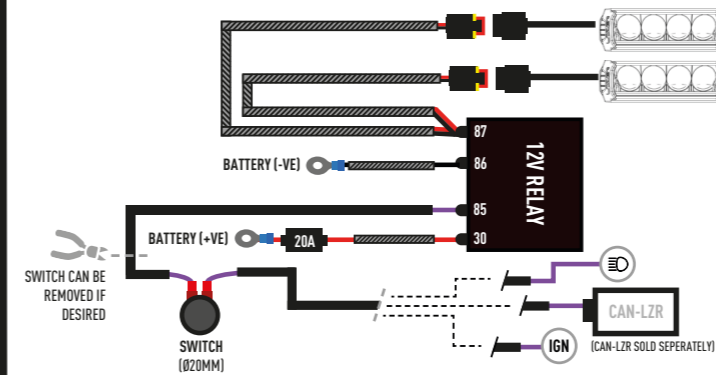 87
BATTERY (-VE)
86
12V RELAY
85
BATTERY (+VE)
20A
30
SWITCH CAN BE
REMOVED IF
DESIRED
CAN-LZR
SWITCH
(Ø20MM)
IGN
(CAN-LZR SOLD SEPERATELY)